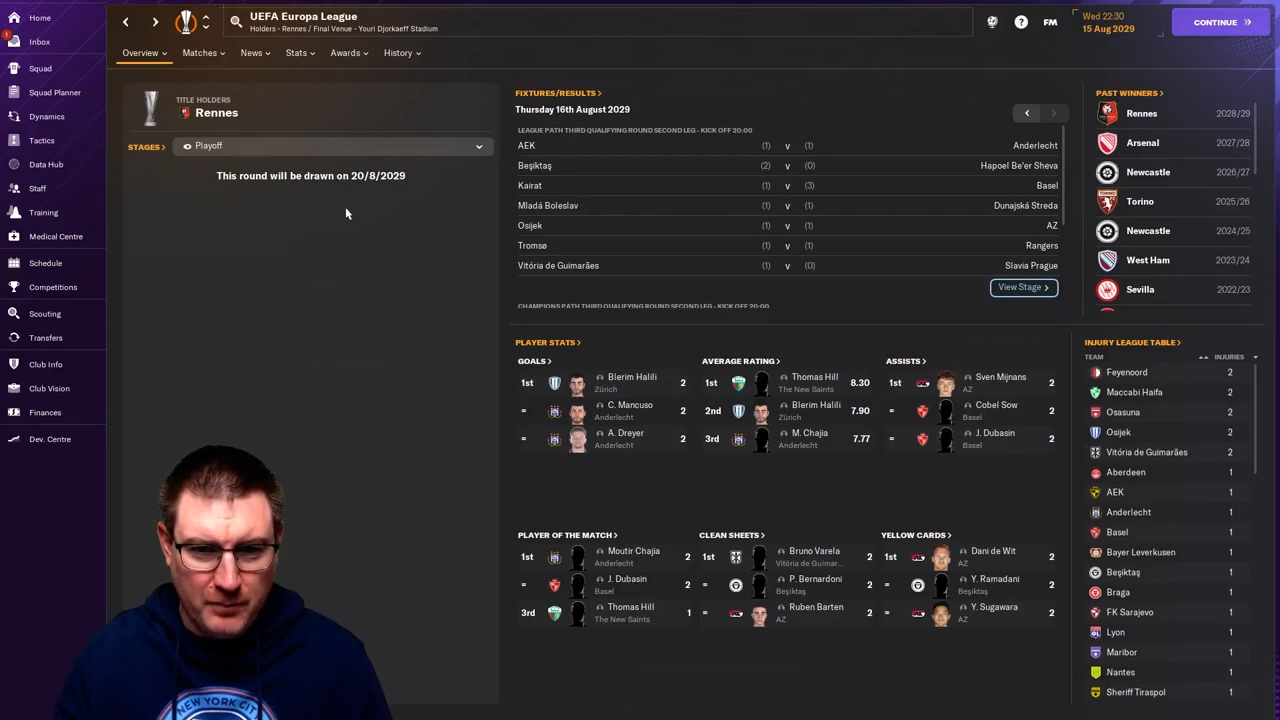 Home
1
Inbox
Squad
Squad Planner
Dynamics
Tactics
Data Hub
Staff
Training
Medical Centre
Schedule
Competitions
Scouting
Transfers
Club Info
Club Vision
Finances
Dev. Centre
UEFA Europa League
Holders - Rennes / Final Venue - Youri Djorkaeff Stadium
?
FM
Wed 22:30
15 Aug 2029
CONTINUE
Overview
Matches
News
Stats
Awards
History
TITLE HOLDERS
Rennes
STAGES
Playoff
This round will be drawn on 20/8/2029
FIXTURES/RESULTS
Thursday 16th August 2029
LEAGUE PATH THIRD QUALIFYING ROUND SECOND LEG - KICK OFF 20:00
AEK (1) v (1) Anderlecht
Beşiktaş (2) v (0) Hapoel Be'er Sheva
Kairat (1) v (3) Basel
Mladá Boleslav (1) v (1) Dunajská Streda
Osijek (1) v (1) AZ
Tromsø (1) v (1) Rangers
Vitória de Guimarães (1) v (0) Slavia Prague
View Stage
CHAMPIONS PATH THIRD QUALIFYING ROUND SECOND LEG - KICK OFF 20:00
PAST WINNERS
Rennes 2028/29
Arsenal 2027/28
Newcastle 2026/27
Torino 2025/26
Newcastle 2024/25
West Ham 2023/24
Sevilla 2022/23
PLAYER STATS
GOALS
1st Blerim Halili 2
Zürich
= C. Mancuso 2
Anderlecht
= A. Dreyer 2
Anderlecht
AVERAGE RATING
1st Thomas Hill 8.30
The New Saints
2nd Blerim Halili 7.90
Zürich
3rd M. Chajia 7.77
Anderlecht
ASSISTS
1st Sven Mijnans 2
AZ
= Cobel Sow 2
Basel
= J. Dubasin 2
Basel
PLAYER OF THE MATCH
1st Moutir Chajia 2
Anderlecht
= J. Dubasin 2
Basel
3rd Thomas Hill 1
The New Saints
CLEAN SHEETS
1st Bruno Varela 2
Vitória de Guimar...
= P. Bernardoni 2
Beşiktaş
= Ruben Barten 2
AZ
YELLOW CARDS
1st Dani de Wit 2
AZ
= Y. Ramadani 2
Beşiktaş
= Y. Sugawara 2
AZ
INJURY LEAGUE TABLE
TEAM INJURIES
Feyenoord 2
Maccabi Haifa 2
Osasuna 2
Osijek 2
Vitória de Guimarães 2
Aberdeen 1
AEK 1
Anderlecht 1
Basel 1
Bayer Leverkusen 1
Beşiktaş 1
Braga 1
FK Sarajevo 1
Lyon 1
Maribor 1
Nantes 1
Sheriff Tiraspol 1
NEW YORK CIT